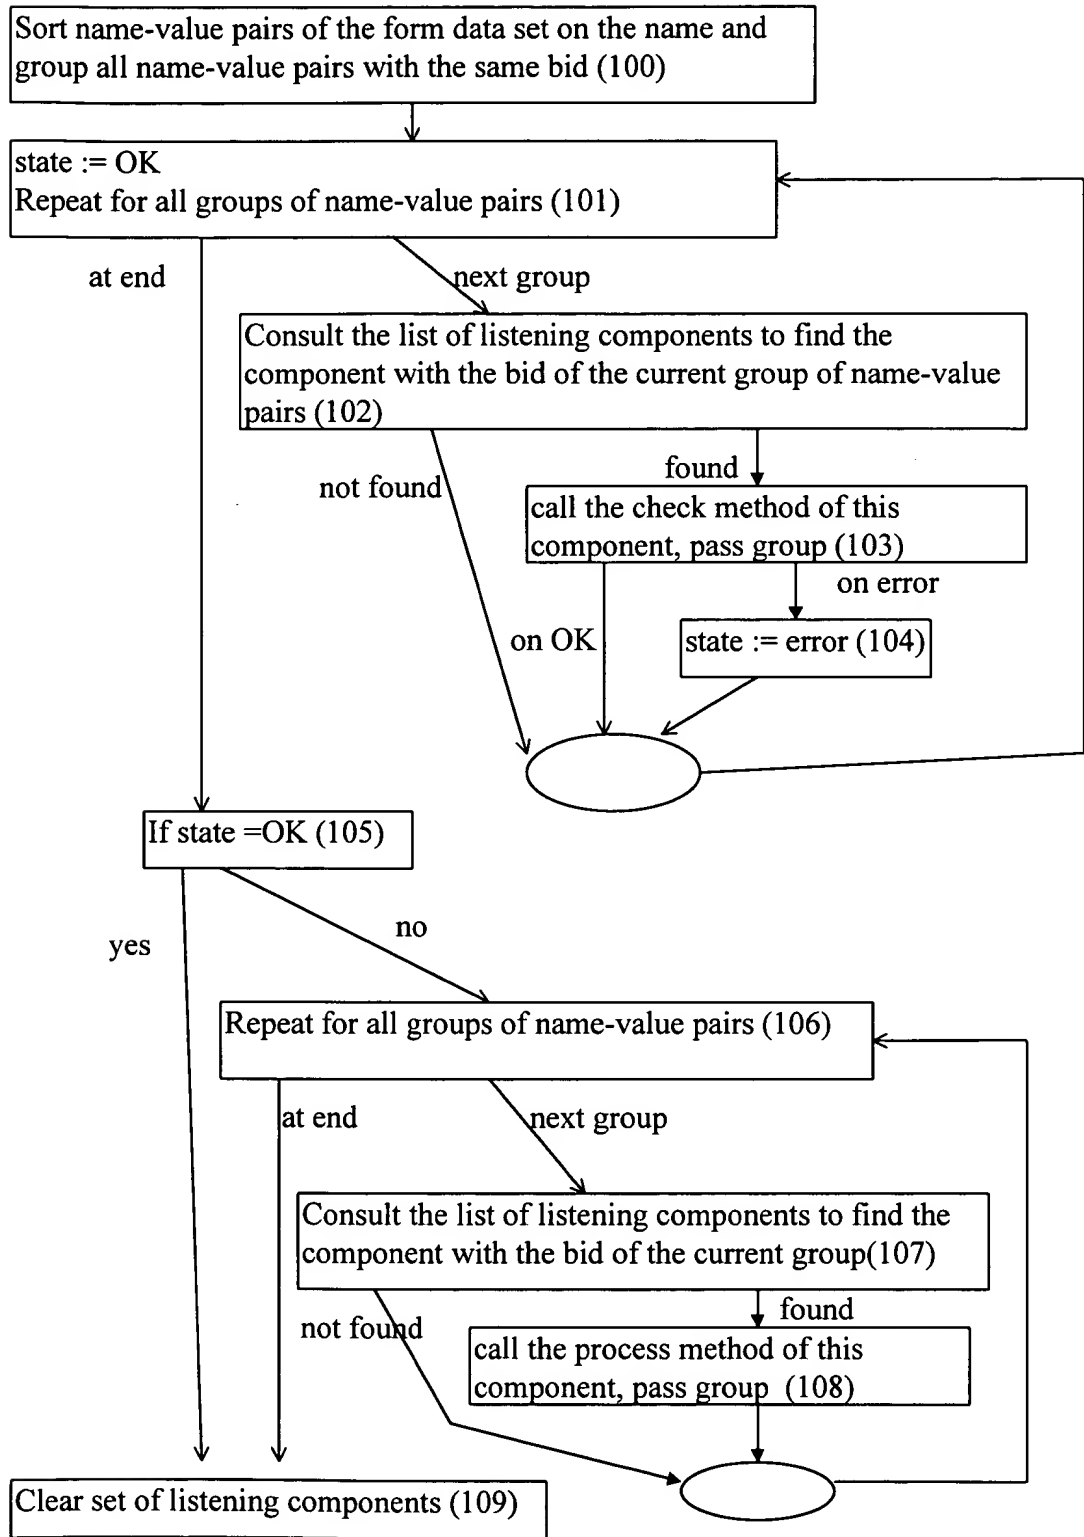 Sort name-value pairs of the form data set on the name and
group all name-value pairs with the same bid (100)
state := OK
Repeat for all groups of name-value pairs (101)
at end
next group
Consult the list of listening components to find the
component with the bid of the current group of name-value
pairs (102)
not found
found
call the check method of this
component, pass group (103)
on error
on OK
state := error (104)
If state =OK (105)
yes
no
Repeat for all groups of name-value pairs (106)
at end
next group
Consult the list of listening components to find the
component with the bid of the current group(107)
not found
found
call the process method of this
component, pass group (108)
Clear set of listening components (109)